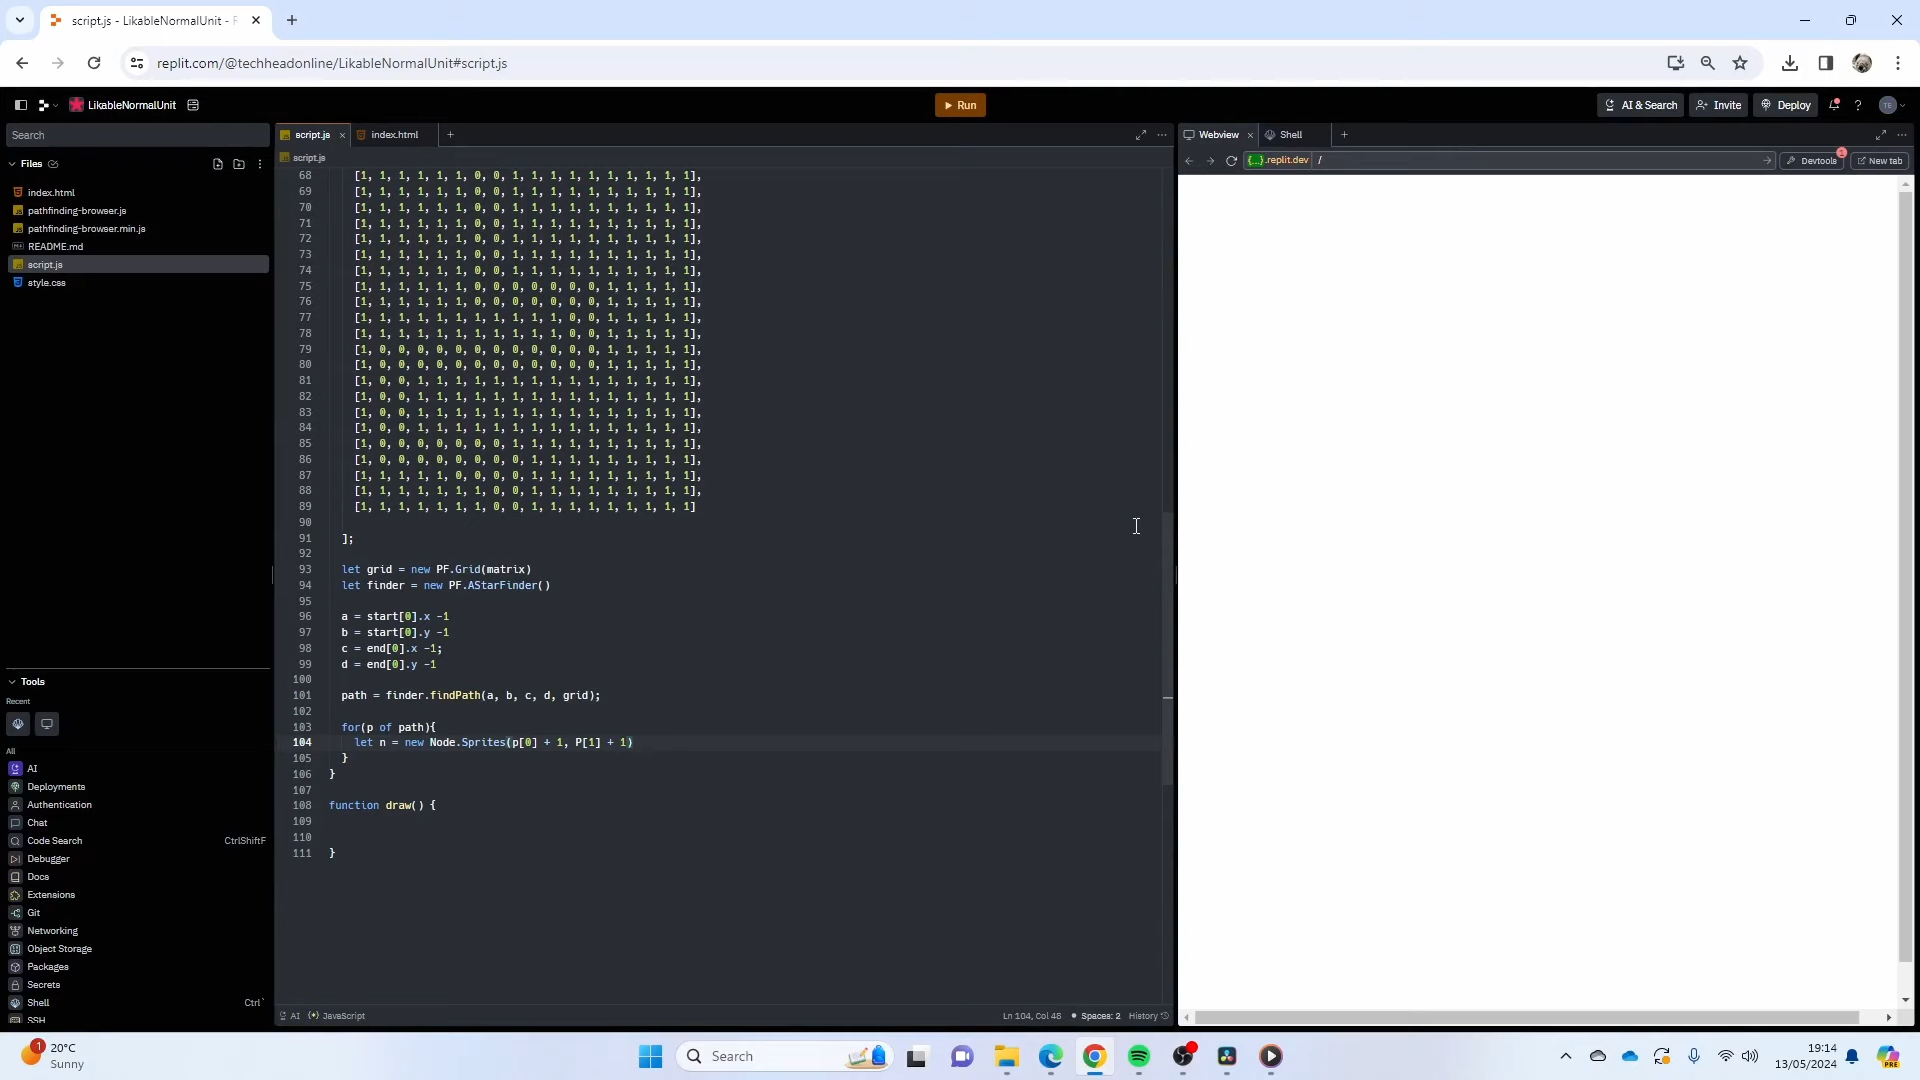 script.js - LikableNormalUnit - R
replit.com/@techheadonline/LikableNormalUnit#script.js
LikableNormalUnit
Run
AI & Search
Invite
Deploy
TE
Search
script.js
index.html
Webview
Shell
Files
script.js
{...}.replit.dev
/
Devtools
1
New tab
index.html
pathfinding-browser.js
pathfinding-browser.min.js
README.md
script.js
style.css
68 [1, 1, 1, 1, 1, 1, 0, 0, 1, 1, 1, 1, 1, 1, 1, 1, 1, 1],
69 [1, 1, 1, 1, 1, 1, 0, 0, 1, 1, 1, 1, 1, 1, 1, 1, 1, 1],
70 [1, 1, 1, 1, 1, 1, 0, 0, 1, 1, 1, 1, 1, 1, 1, 1, 1, 1],
71 [1, 1, 1, 1, 1, 1, 0, 0, 1, 1, 1, 1, 1, 1, 1, 1, 1, 1],
72 [1, 1, 1, 1, 1, 1, 0, 0, 1, 1, 1, 1, 1, 1, 1, 1, 1, 1],
73 [1, 1, 1, 1, 1, 1, 0, 0, 1, 1, 1, 1, 1, 1, 1, 1, 1, 1],
74 [1, 1, 1, 1, 1, 1, 0, 0, 1, 1, 1, 1, 1, 1, 1, 1, 1, 1],
75 [1, 1, 1, 1, 1, 1, 0, 0, 0, 0, 0, 0, 0, 1, 1, 1, 1, 1],
76 [1, 1, 1, 1, 1, 1, 0, 0, 0, 0, 0, 0, 0, 1, 1, 1, 1, 1],
77 [1, 1, 1, 1, 1, 1, 1, 1, 1, 1, 1, 0, 0, 1, 1, 1, 1, 1],
78 [1, 1, 1, 1, 1, 1, 1, 1, 1, 1, 1, 0, 0, 1, 1, 1, 1, 1],
79 [1, 0, 0, 0, 0, 0, 0, 0, 0, 0, 0, 0, 0, 1, 1, 1, 1, 1],
80 [1, 0, 0, 0, 0, 0, 0, 0, 0, 0, 0, 0, 0, 1, 1, 1, 1, 1],
81 [1, 0, 0, 1, 1, 1, 1, 1, 1, 1, 1, 1, 1, 1, 1, 1, 1, 1],
82 [1, 0, 0, 1, 1, 1, 1, 1, 1, 1, 1, 1, 1, 1, 1, 1, 1, 1],
83 [1, 0, 0, 1, 1, 1, 1, 1, 1, 1, 1, 1, 1, 1, 1, 1, 1, 1],
84 [1, 0, 0, 1, 1, 1, 1, 1, 1, 1, 1, 1, 1, 1, 1, 1, 1, 1],
85 [1, 0, 0, 0, 0, 0, 0, 0, 1, 1, 1, 1, 1, 1, 1, 1, 1, 1],
86 [1, 0, 0, 0, 0, 0, 0, 0, 0, 1, 1, 1, 1, 1, 1, 1, 1, 1],
87 [1, 1, 1, 1, 1, 0, 0, 0, 0, 1, 1, 1, 1, 1, 1, 1, 1, 1],
88 [1, 1, 1, 1, 1, 1, 1, 0, 0, 1, 1, 1, 1, 1, 1, 1, 1, 1],
89 [1, 1, 1, 1, 1, 1, 1, 0, 0, 1, 1, 1, 1, 1, 1, 1, 1, 1]
90
91 ];
92
93 let grid = new PF.Grid(matrix)
94 let finder = new PF.AStarFinder()
95
96 a = start[0].x -1
97 b = start[0].y -1
98 c = end[0].x -1;
99 d = end[0].y -1
100
101 path = finder.findPath(a, b, c, d, grid);
102
103 for(p of path){
104 let n = new Node.Sprites(p[0] + 1, P[1] + 1)
105 }
106 }
107
108 function draw() {
109
110
111 }
Tools
Recent
All
AI
Deployments
Authentication
Chat
Code Search CtrlShiftF
Debugger
Docs
Extensions
Git
Networking
Object Storage
Packages
Secrets
Shell Ctrl`
SSH
AI
JavaScript
Ln 104, Col 48
Spaces: 2
History
1
20°C
Sunny
Search
19:14
13/05/2024
PRE